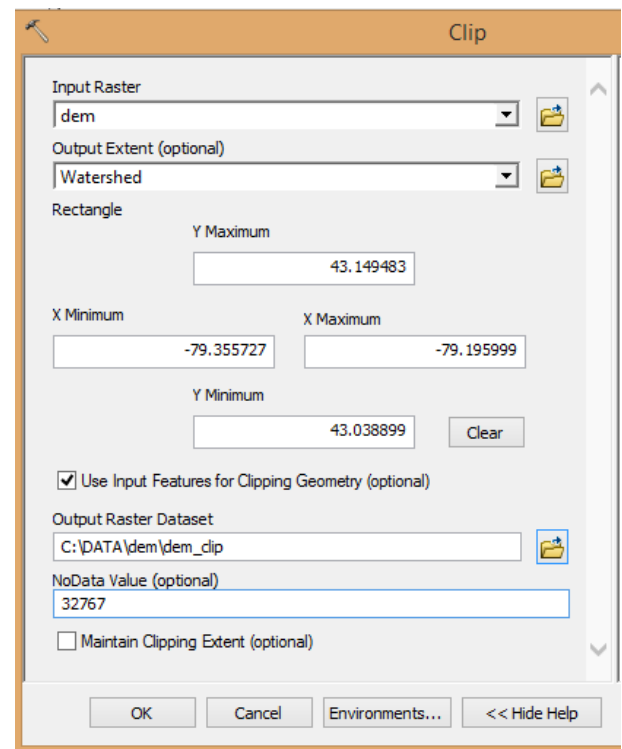 Clip
Input Raster
dem
Output Extent (optional)
Watershed
Rectangle
Y Maximum
43.149483
X Minimum
X Maximum
-79.355727
-79.195999
Y Minimum
43.038899
Clear
Use Input Features for Clipping Geometry (optional)
Output Raster Dataset
C:\DATA\dem\dem_clip
NoData Value (optional)
32767
Maintain Clipping Extent (optional)
OK
Cancel
Environments...
<< Hide Help